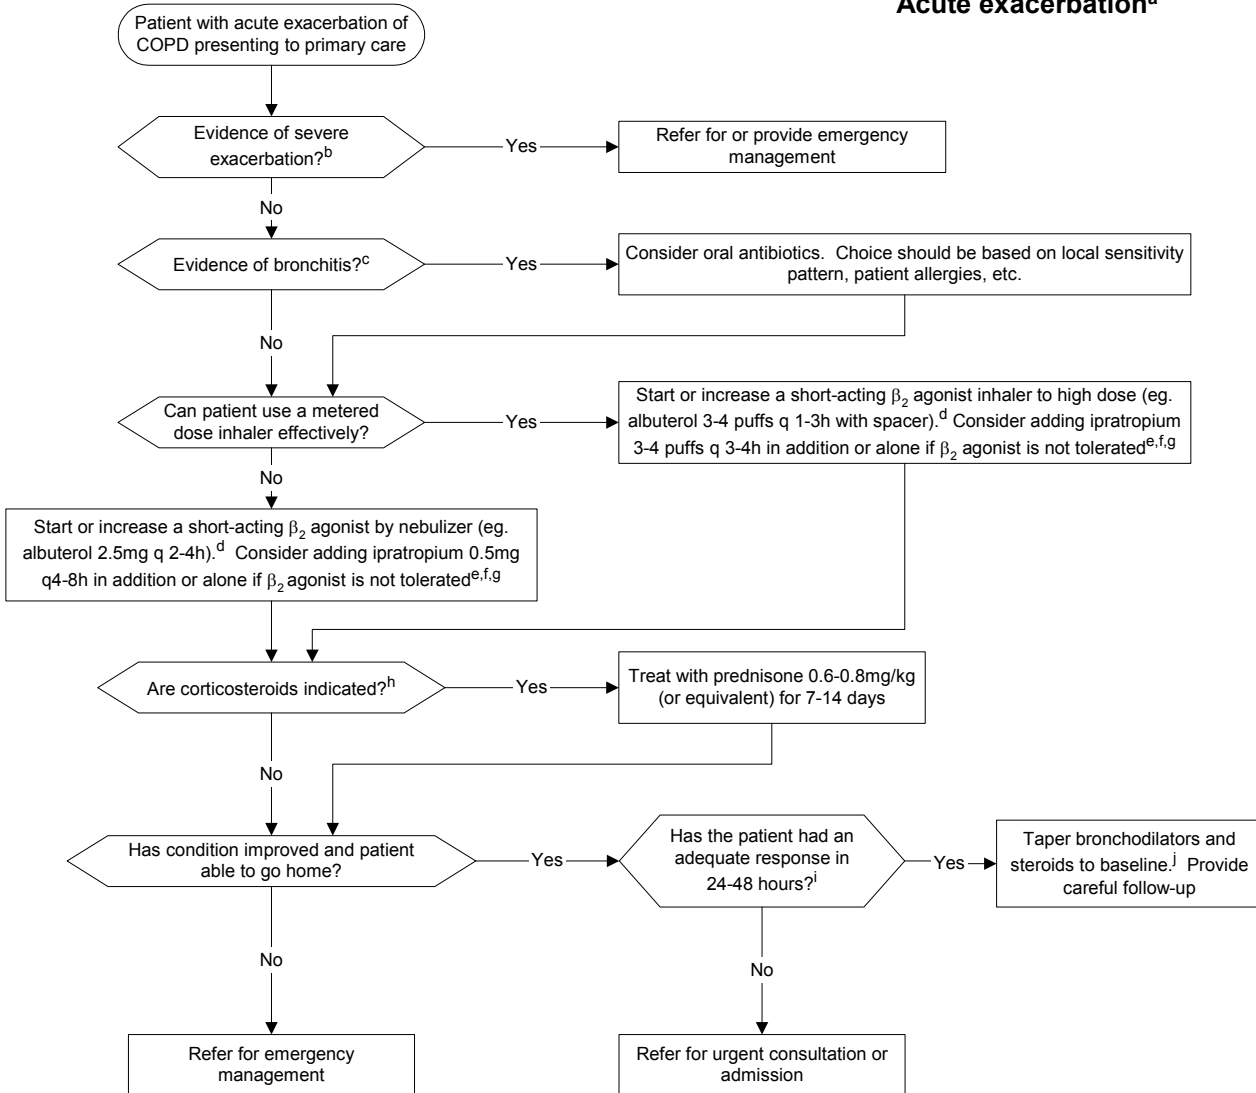 Acute exacerbationᵃ
Patient with acute exacerbation of
COPD presenting to primary care
Evidence of severe
exacerbation?ᵇ
Yes
Refer for or provide emergency
management
No
Evidence of bronchitis?ᶜ
Yes
Consider oral antibiotics. Choice should be based on local sensitivity
pattern, patient allergies, etc.
No
Can patient use a metered
dose inhaler effectively?
Yes
Start or increase a short-acting β₂ agonist inhaler to high dose (eg.
albuterol 3-4 puffs q 1-3h with spacer).ᵈ Consider adding ipratropium
3-4 puffs q 3-4h in addition or alone if β₂ agonist is not toleratedᵉ,ᶠ,ᵍ
No
Start or increase a short-acting β₂ agonist by nebulizer (eg.
albuterol 2.5mg q 2-4h).ᵈ Consider adding ipratropium 0.5mg
q4-8h in addition or alone if β₂ agonist is not toleratedᵉ,ᶠ,ᵍ
Are corticosteroids indicated?ʰ
Yes
Treat with prednisone 0.6-0.8mg/kg
(or equivalent) for 7-14 days
No
Has condition improved and patient
able to go home?
Yes
Has the patient had an
adequate response in
24-48 hours?ⁱ
Yes
Taper bronchodilators and
steroids to baseline.ʲ Provide
careful follow-up
No
No
Refer for emergency
management
Refer for urgent consultation or
admission